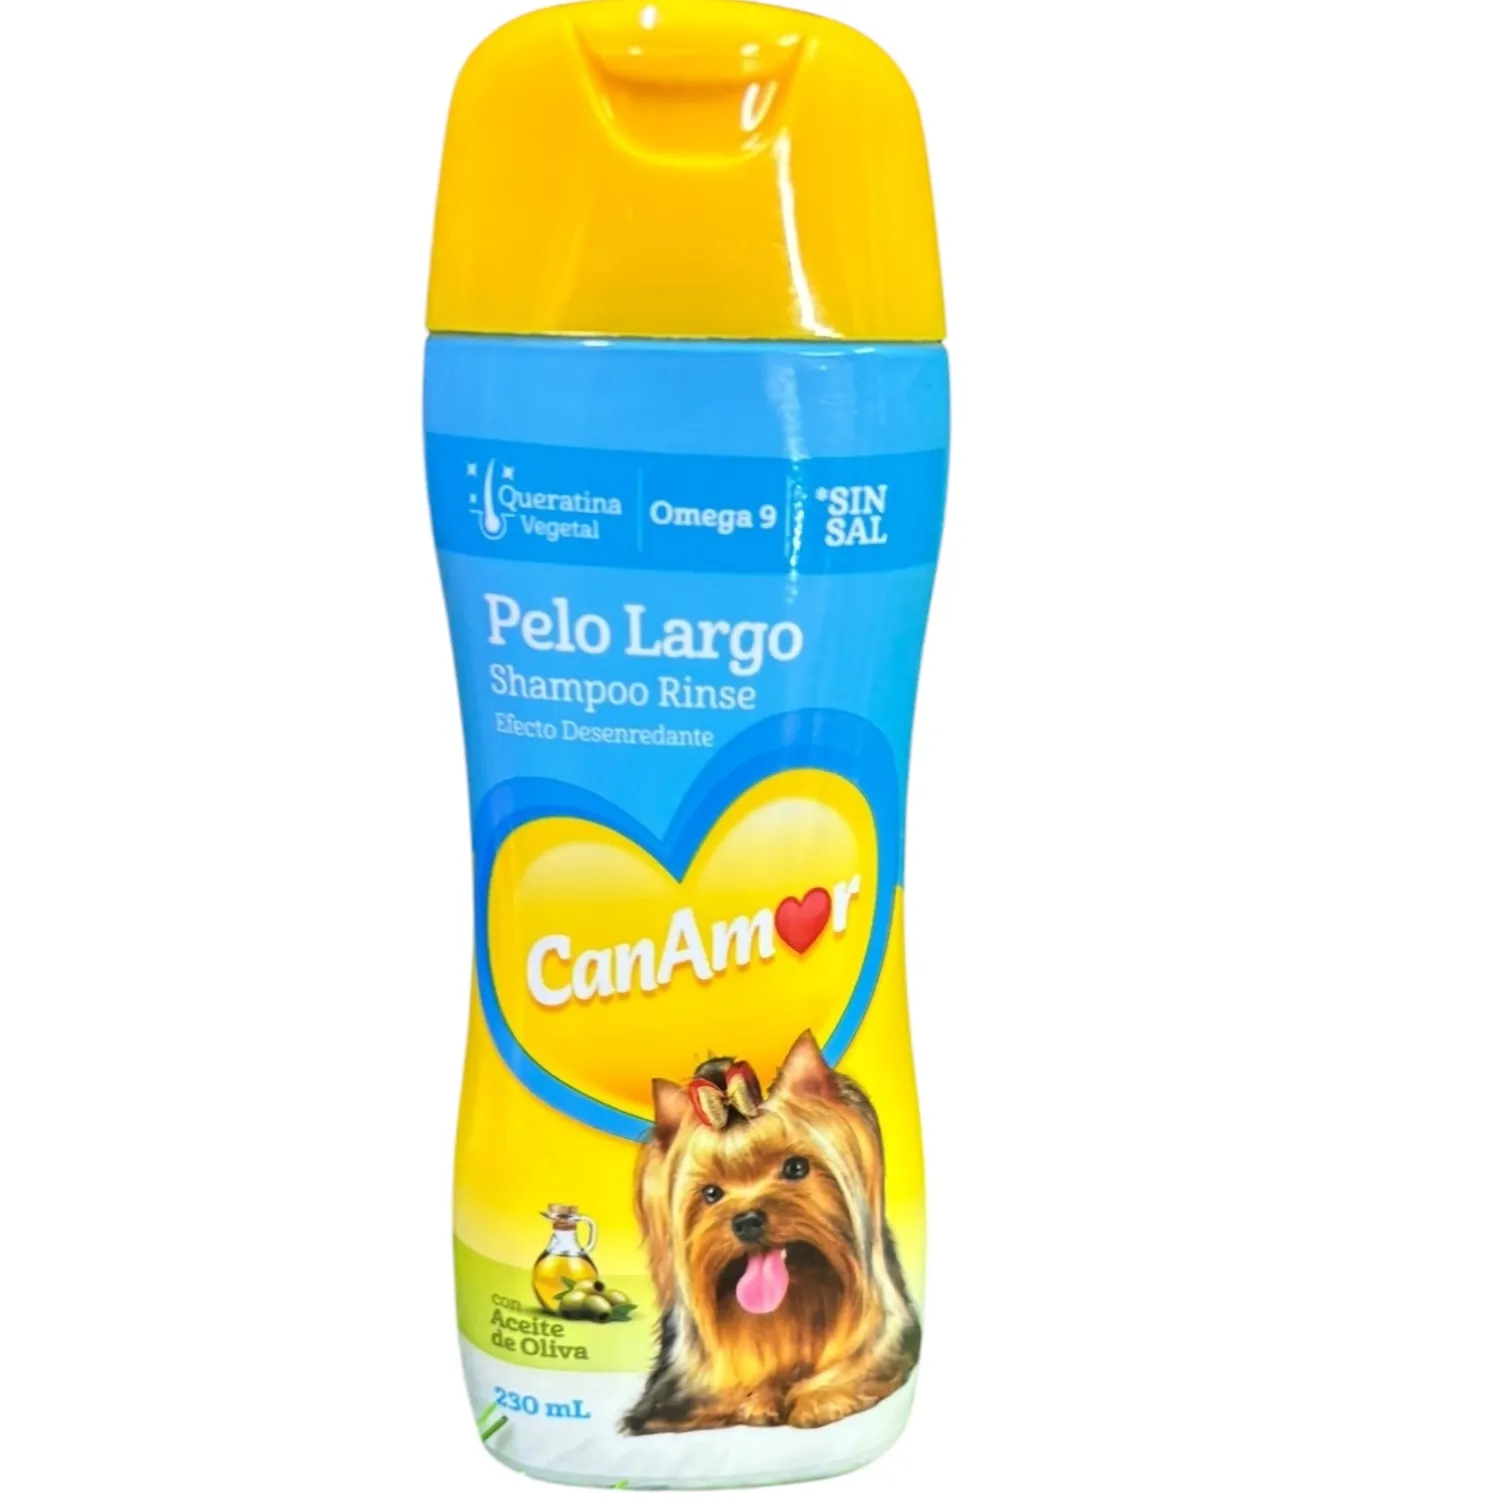 Queratina
Vegetal
Omega 9
*SIN
SAL
Pelo Largo
Shampoo Rinse
Efecto Desenredante
CanAmor
con
Aceite
de Oliva
230 mL